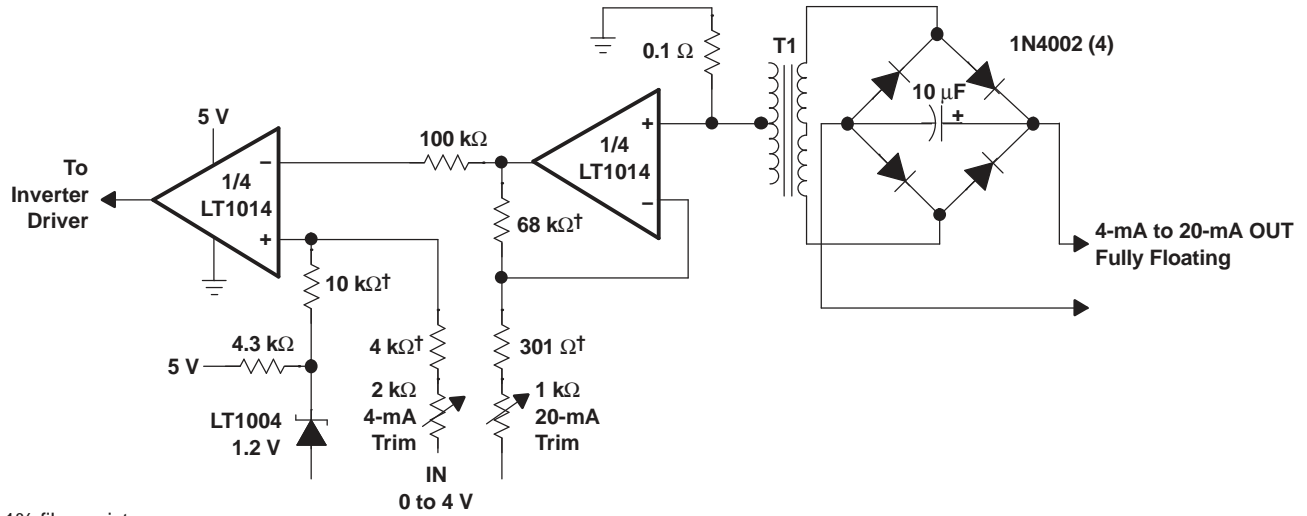 T1
1N4002 (4)
0.1 Ω
10 μF
+
5 V
100 kΩ
+
1/4
LT1014
−
To
Inverter
Driver
−
1/4
LT1014
+
68 kΩ†
4-mA to 20-mA OUT
Fully Floating
10 kΩ†
4.3 kΩ
5 V
4 kΩ†
301 Ω†
2 kΩ
4-mA
Trim
1 kΩ
20-mA
Trim
LT1004
1.2 V
IN
0 to 4 V